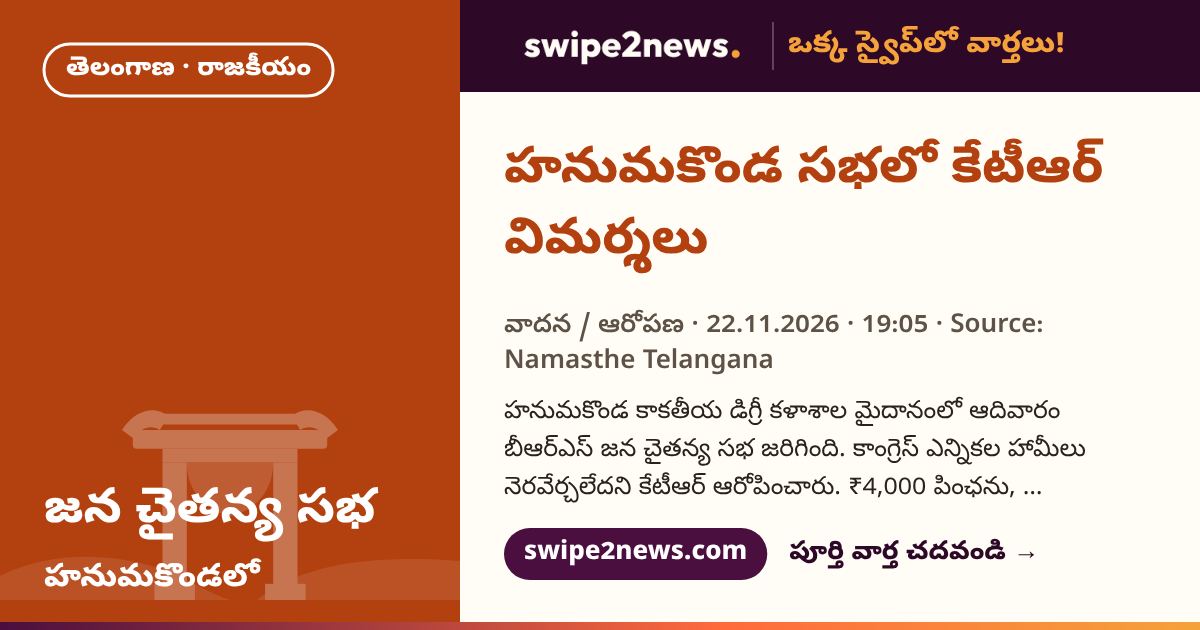 తెలంగాణ · రాజకీయం
జన చైతన్య సభ
హనుమకొండలో
swipe2news.
ఒక్క స్వైప్‌లో వార్తలు!
హనుమకొండ సభలో కేటీఆర్
విమర్శలు
వాదన / ఆరోపణ · 22.11.2026 · 19:05 · Source:
Namasthe Telangana
హనుమకొండ కాకతీయ డిగ్రీ కళాశాల మైదానంలో ఆదివారం
బీఆర్ఎస్ జన చైతన్య సభ జరిగింది. కాంగ్రెస్ ఎన్నికల హామీలు
నెరవేర్చలేదని కేటీఆర్ ఆరోపించారు. ₹4,000 పింఛను, ...
swipe2news.com
పూర్తి వార్త చదవండి →